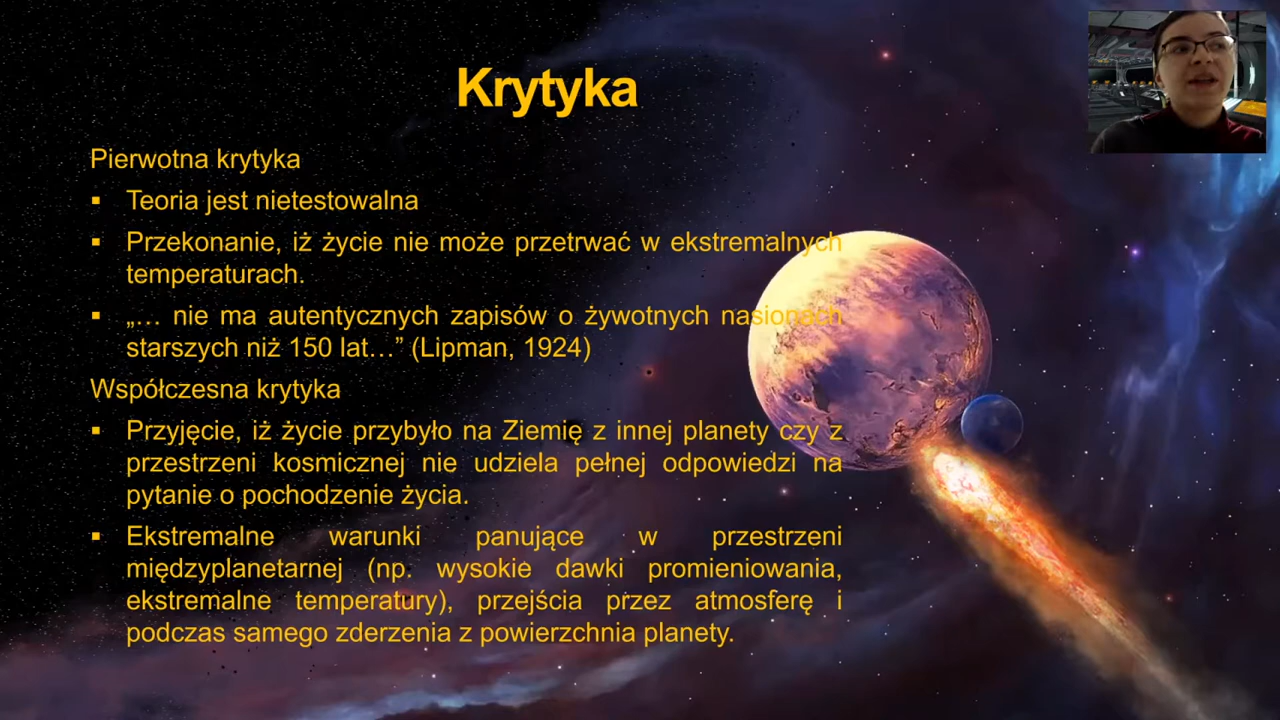 Krytyka
Pierwotna krytyka
▪ Teoria jest nietestowalna
▪ Przekonanie, iż życie nie może przetrwać w ekstremalnych
temperaturach.
▪ „… nie ma autentycznych zapisów o żywotnych nasionach
starszych niż 150 lat…” (Lipman, 1924)
Współczesna krytyka
▪ Przyjęcie, iż życie przybyło na Ziemię z innej planety czy z
przestrzeni kosmicznej nie udziela pełnej odpowiedzi na
pytanie o pochodzenie życia.
▪ Ekstremalne warunki panujące w przestrzeni
międzyplanetarnej (np. wysokie dawki promieniowania,
ekstremalne temperatury), przejścia przez atmosferę i
podczas samego zderzenia z powierzchnia planety.